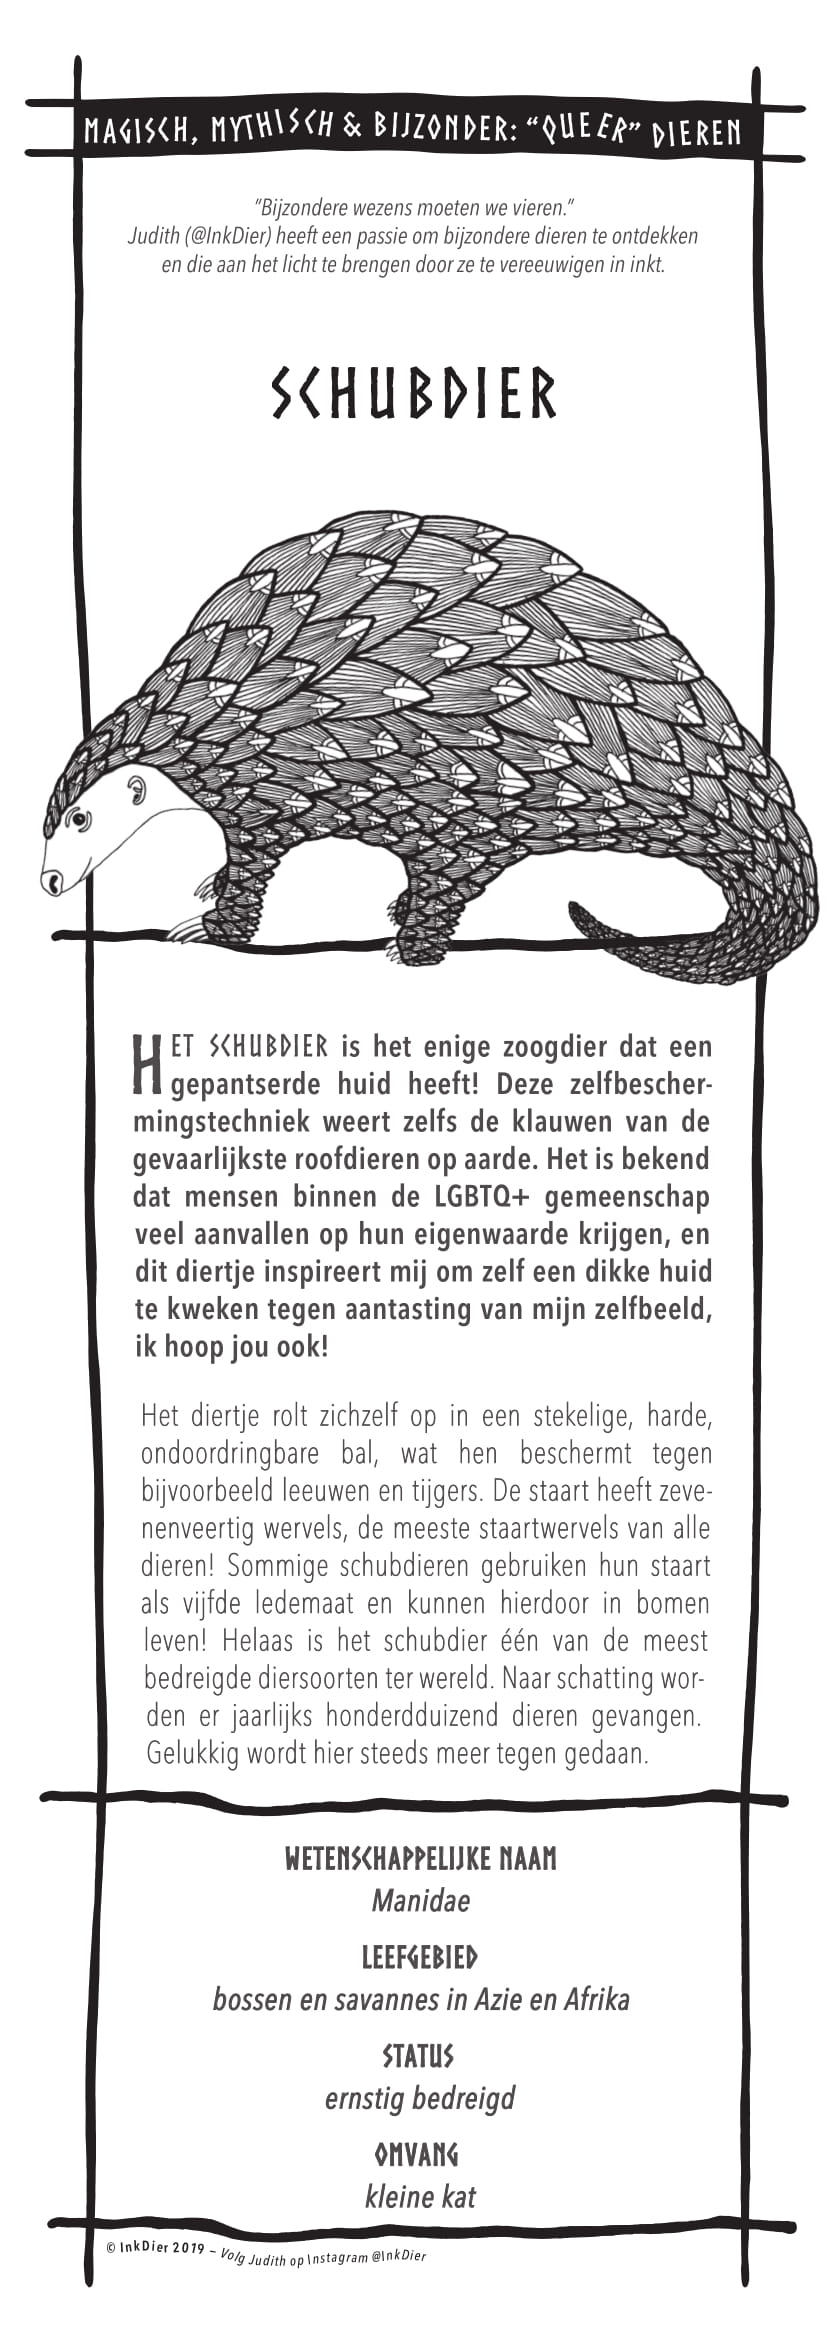 MAGISCH, MYTHISCH & BIJZONDER: “QUEER” DIEREN
“Bijzondere wezens moeten we vieren.”
Judith (@InkDier) heeft een passie om bijzondere dieren te ontdekken
en die aan het licht te brengen door ze te vereeuwigen in inkt.
SCHUBDIER
HET SCHUBDIER is het enige zoogdier dat een
gepantserde huid heeft! Deze zelfbescher-
mingstechniek weert zelfs de klauwen van de
gevaarlijkste roofdieren op aarde. Het is bekend
dat mensen binnen de LGBTQ+ gemeenschap
veel aanvallen op hun eigenwaarde krijgen, en
dit diertje inspireert mij om zelf een dikke huid
te kweken tegen aantasting van mijn zelfbeeld,
ik hoop jou ook!
Het diertje rolt zichzelf op in een stekelige, harde,
ondoordringbare bal, wat hen beschermt tegen
bijvoorbeeld leeuwen en tijgers. De staart heeft zeve-
nenveertig wervels, de meeste staartwervels van alle
dieren! Sommige schubdieren gebruiken hun staart
als vijfde ledemaat en kunnen hierdoor in bomen
leven! Helaas is het schubdier één van de meest
bedreigde diersoorten ter wereld. Naar schatting wor-
den er jaarlijks honderdduizend dieren gevangen.
Gelukkig wordt hier steeds meer tegen gedaan.
WETENSCHAPPELIJKE NAAM
Manidae
LEEFGEBIED
bossen en savannes in Azie en Afrika
STATUS
ernstig bedreigd
OMVANG
kleine kat
© InkDier 2019 – Volg Judith op Instagram @InkDier